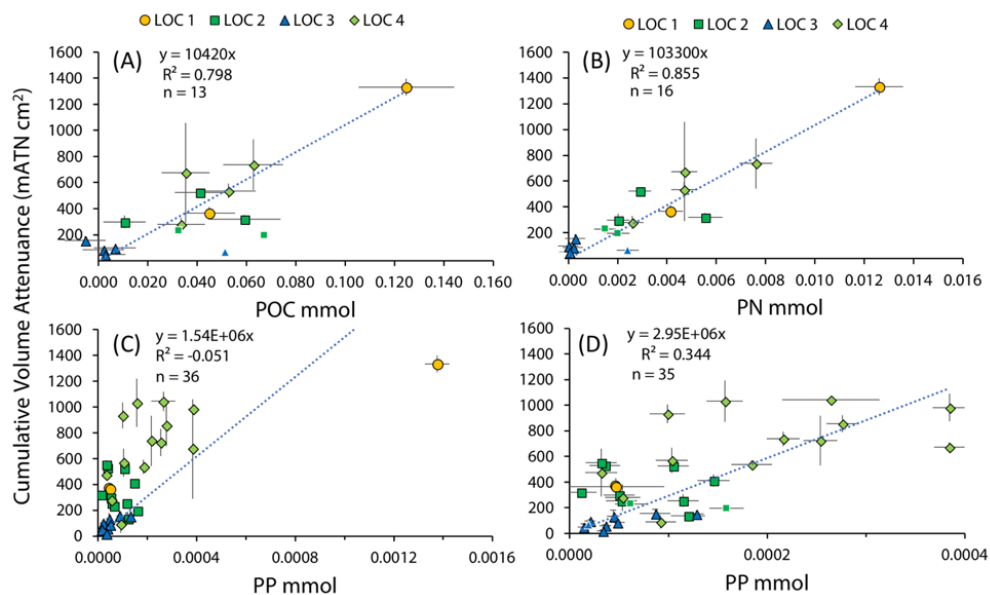 LOC 1 LOC 2 LOC 3 LOC 4
LOC 1 LOC 2 LOC 3 LOC 4
Cumulative Volume Attenuance (mATN cm²)
(A)
y = 10420x
R² = 0.798
n = 13
1600
1400
1200
1000
800
600
400
200
0.000 0.020 0.040 0.060 0.080 0.100 0.120 0.140 0.160
POC mmol
(B)
y = 103300x
R² = 0.855
n = 16
1600
1400
1200
1000
800
600
400
200
0.000 0.002 0.004 0.006 0.008 0.010 0.012 0.014 0.016
PN mmol
(C)
y = 1.54E+06x
R² = -0.051
n = 36
1600
1400
1200
1000
800
600
400
200
0
0.0000 0.0004 0.0008 0.0012 0.0016
PP mmol
(D)
y = 2.95E+06x
R² = 0.344
n = 35
1600
1400
1200
1000
800
600
400
200
0
0.0000 0.0002 0.0004
PP mmol